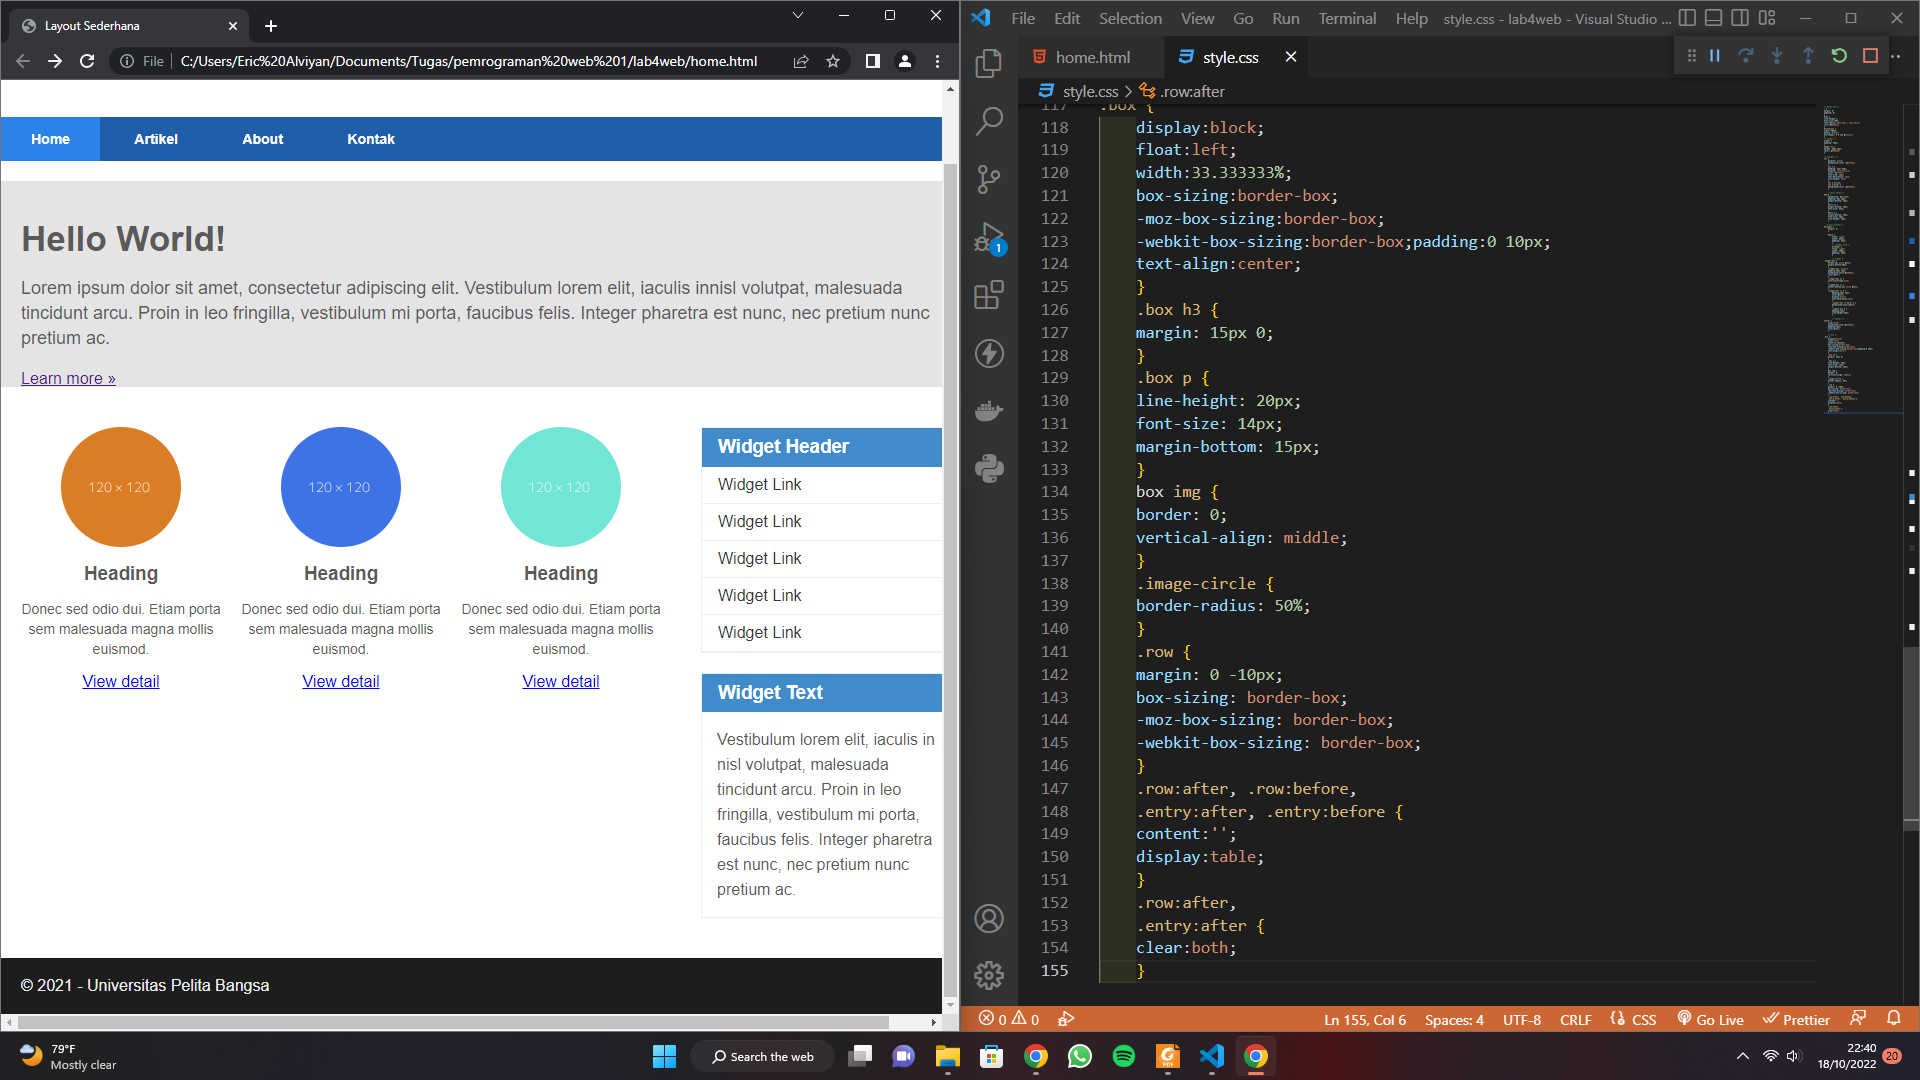 Layout Sederhana
File
C:/Users/Eric%20Alviyan/Documents/Tugas/pemrograman%20web%201/lab4web/home.html
Home
Artikel
About
Kontak
Hello World!
Lorem ipsum dolor sit amet, consectetur adipiscing elit. Vestibulum lorem elit, iaculis innisl volutpat, malesuada
tincidunt arcu. Proin in leo fringilla, vestibulum mi porta, faucibus felis. Integer pharetra est nunc, nec pretium nunc
pretium ac.
Learn more »
120 × 120
120 × 120
120 × 120
Heading
Heading
Heading
Donec sed odio dui. Etiam porta
sem malesuada magna mollis
euismod.
Donec sed odio dui. Etiam porta
sem malesuada magna mollis
euismod.
Donec sed odio dui. Etiam porta
sem malesuada magna mollis
euismod.
View detail
View detail
View detail
Widget Header
Widget Link
Widget Link
Widget Link
Widget Link
Widget Link
Widget Text
Vestibulum lorem elit, iaculis in
nisl volutpat, malesuada
tincidunt arcu. Proin in leo
fringilla, vestibulum mi porta,
faucibus felis. Integer pharetra
est nunc, nec pretium nunc
pretium ac.
© 2021 - Universitas Pelita Bangsa
File Edit Selection View Go Run Terminal Help
style.css - lab4web - Visual Studio ...
home.html
style.css
style.css > .row:after
1
117 .box {
118 display:block;
119 float:left;
120 width:33.333333%;
121 box-sizing:border-box;
122 -moz-box-sizing:border-box;
123 -webkit-box-sizing:border-box;padding:0 10px;
124 text-align:center;
125 }
126 .box h3 {
127 margin: 15px 0;
128 }
129 .box p {
130 line-height: 20px;
131 font-size: 14px;
132 margin-bottom: 15px;
133 }
134 box img {
135 border: 0;
136 vertical-align: middle;
137 }
138 .image-circle {
139 border-radius: 50%;
140 }
141 .row {
142 margin: 0 -10px;
143 box-sizing: border-box;
144 -moz-box-sizing: border-box;
145 -webkit-box-sizing: border-box;
146 }
147 .row:after, .row:before,
148 .entry:after, .entry:before {
149 content:'';
150 display:table;
151 }
152 .row:after,
153 .entry:after {
154 clear:both;
155 }
0 0
Ln 155, Col 6 Spaces: 4 UTF-8 CRLF {} CSS Go Live Prettier
79°F
Mostly clear
Search the web
22:40
18/10/2022
20